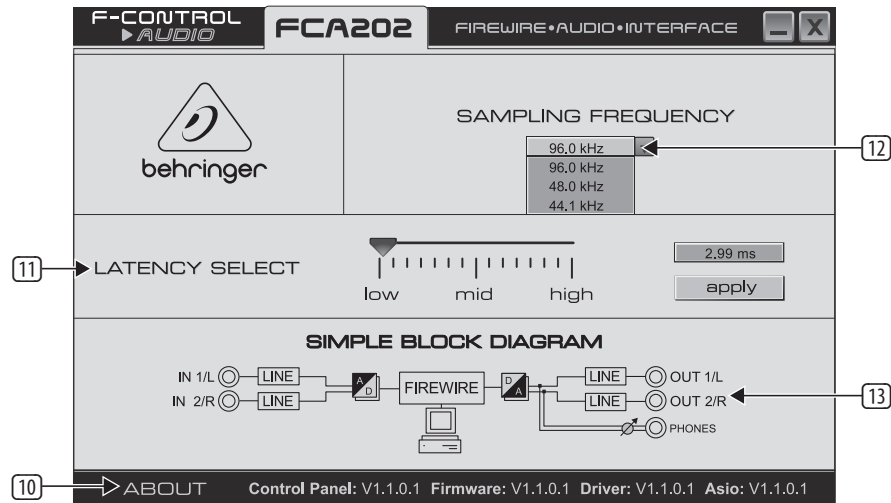 F-CONTROL
AUDIO
FCA202
FIREWIRE•AUDIO•INTERFACE
X
behringer
SAMPLING FREQUENCY
96.0 kHz
96.0 kHz
48.0 kHz
44.1 kHz
12
11
LATENCY SELECT
low mid high
2.99 ms
apply
SIMPLE BLOCK DIAGRAM
IN 1/L LINE
IN 2/R LINE
A D
FIREWIRE
D A
LINE OUT 1/L
LINE OUT 2/R
PHONES
13
10
ABOUT
Control Panel: V1.1.0.1 Firmware: V1.1.0.1 Driver: V1.1.0.1 Asio: V1.1.0.1